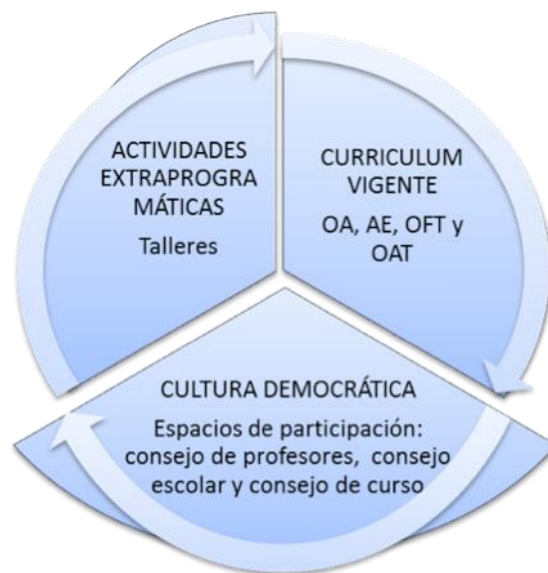 ACTIVIDADES
EXTRAPROGRA
MÁTICAS
Talleres
CURRICULUM
VIGENTE
OA, AE, OFT y
OAT
CULTURA DEMOCRÁTICA
Espacios de participación:
consejo de profesores, consejo
escolar y consejo de curso